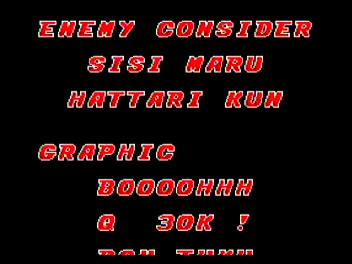 ENEMY CONSIDER
SISI MARU
HATTARI KUN
GRAPHIC
BOOOOHHH
Q 30K !